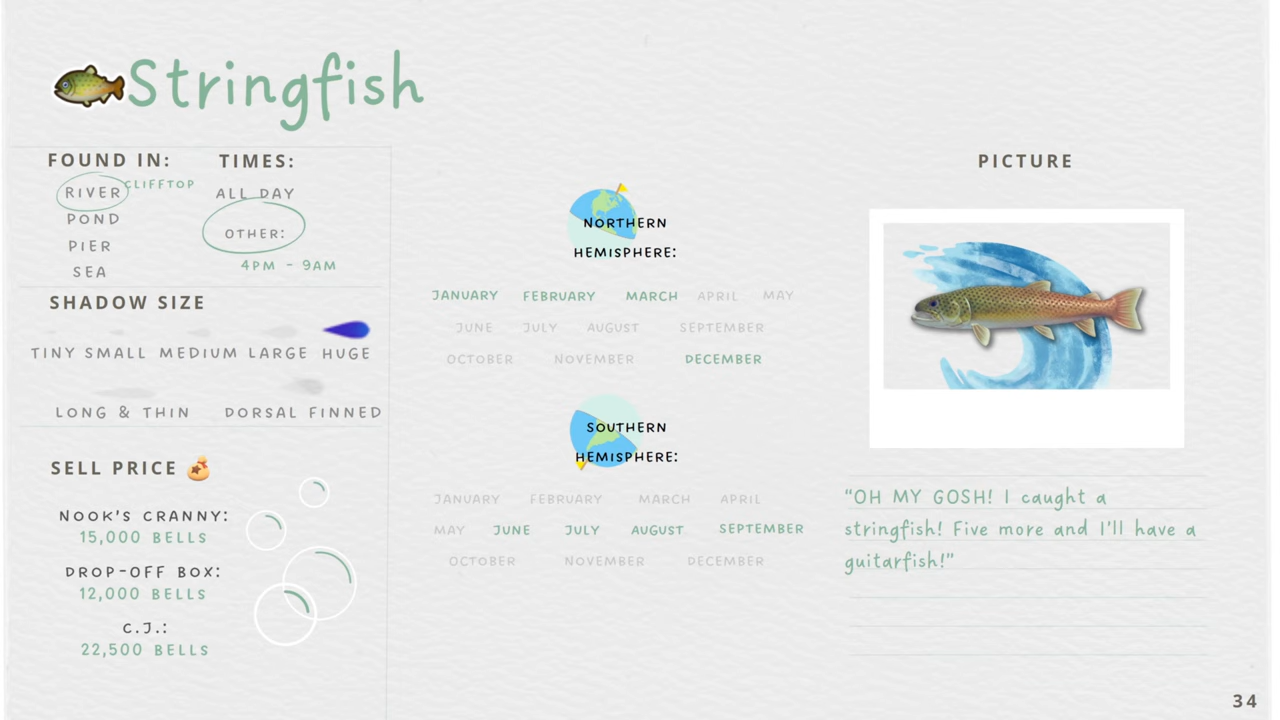 Stringfish
FOUND IN:
RIVER CLIFFTOP
POND
PIER
SEA
TIMES:
ALL DAY
OTHER:
4PM - 9AM
SHADOW SIZE
TINY SMALL MEDIUM LARGE HUGE
LONG & THIN DORSAL FINNED
SELL PRICE
NOOK'S CRANNY:
15,000 BELLS
DROP-OFF BOX:
12,000 BELLS
C.J.:
22,500 BELLS
NORTHERN
HEMISPHERE:
JANUARY FEBRUARY MARCH APRIL MAY
JUNE JULY AUGUST SEPTEMBER
OCTOBER NOVEMBER DECEMBER
SOUTHERN
HEMISPHERE:
JANUARY FEBRUARY MARCH APRIL
MAY JUNE JULY AUGUST SEPTEMBER
OCTOBER NOVEMBER DECEMBER
PICTURE
“OH MY GOSH! I caught a
stringfish! Five more and I'll have a
guitarfish!”
34